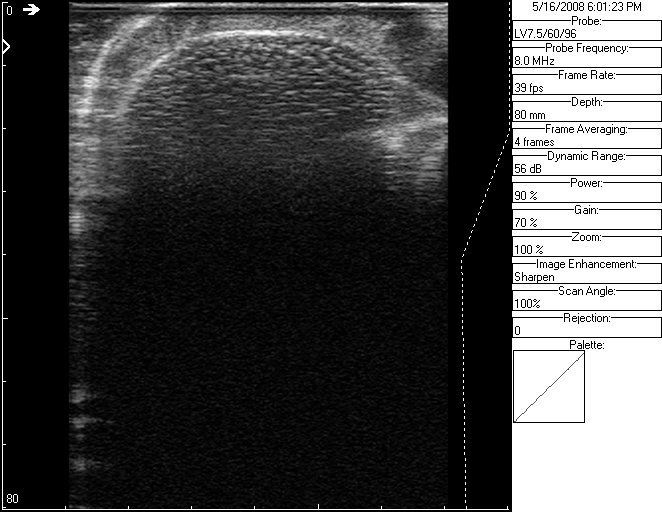 0
80
5/16/2008 6:01:23 PM
Probe:
LV7.5/60/96
Probe Frequency:
8.0 MHz
Frame Rate:
39 fps
Depth:
80 mm
Frame Averaging:
4 frames
Dynamic Range:
56 dB
Power:
90 %
Gain:
70 %
Zoom:
100 %
Image Enhancement:
Sharpen
Scan Angle:
100%
Rejection:
0
Palette: